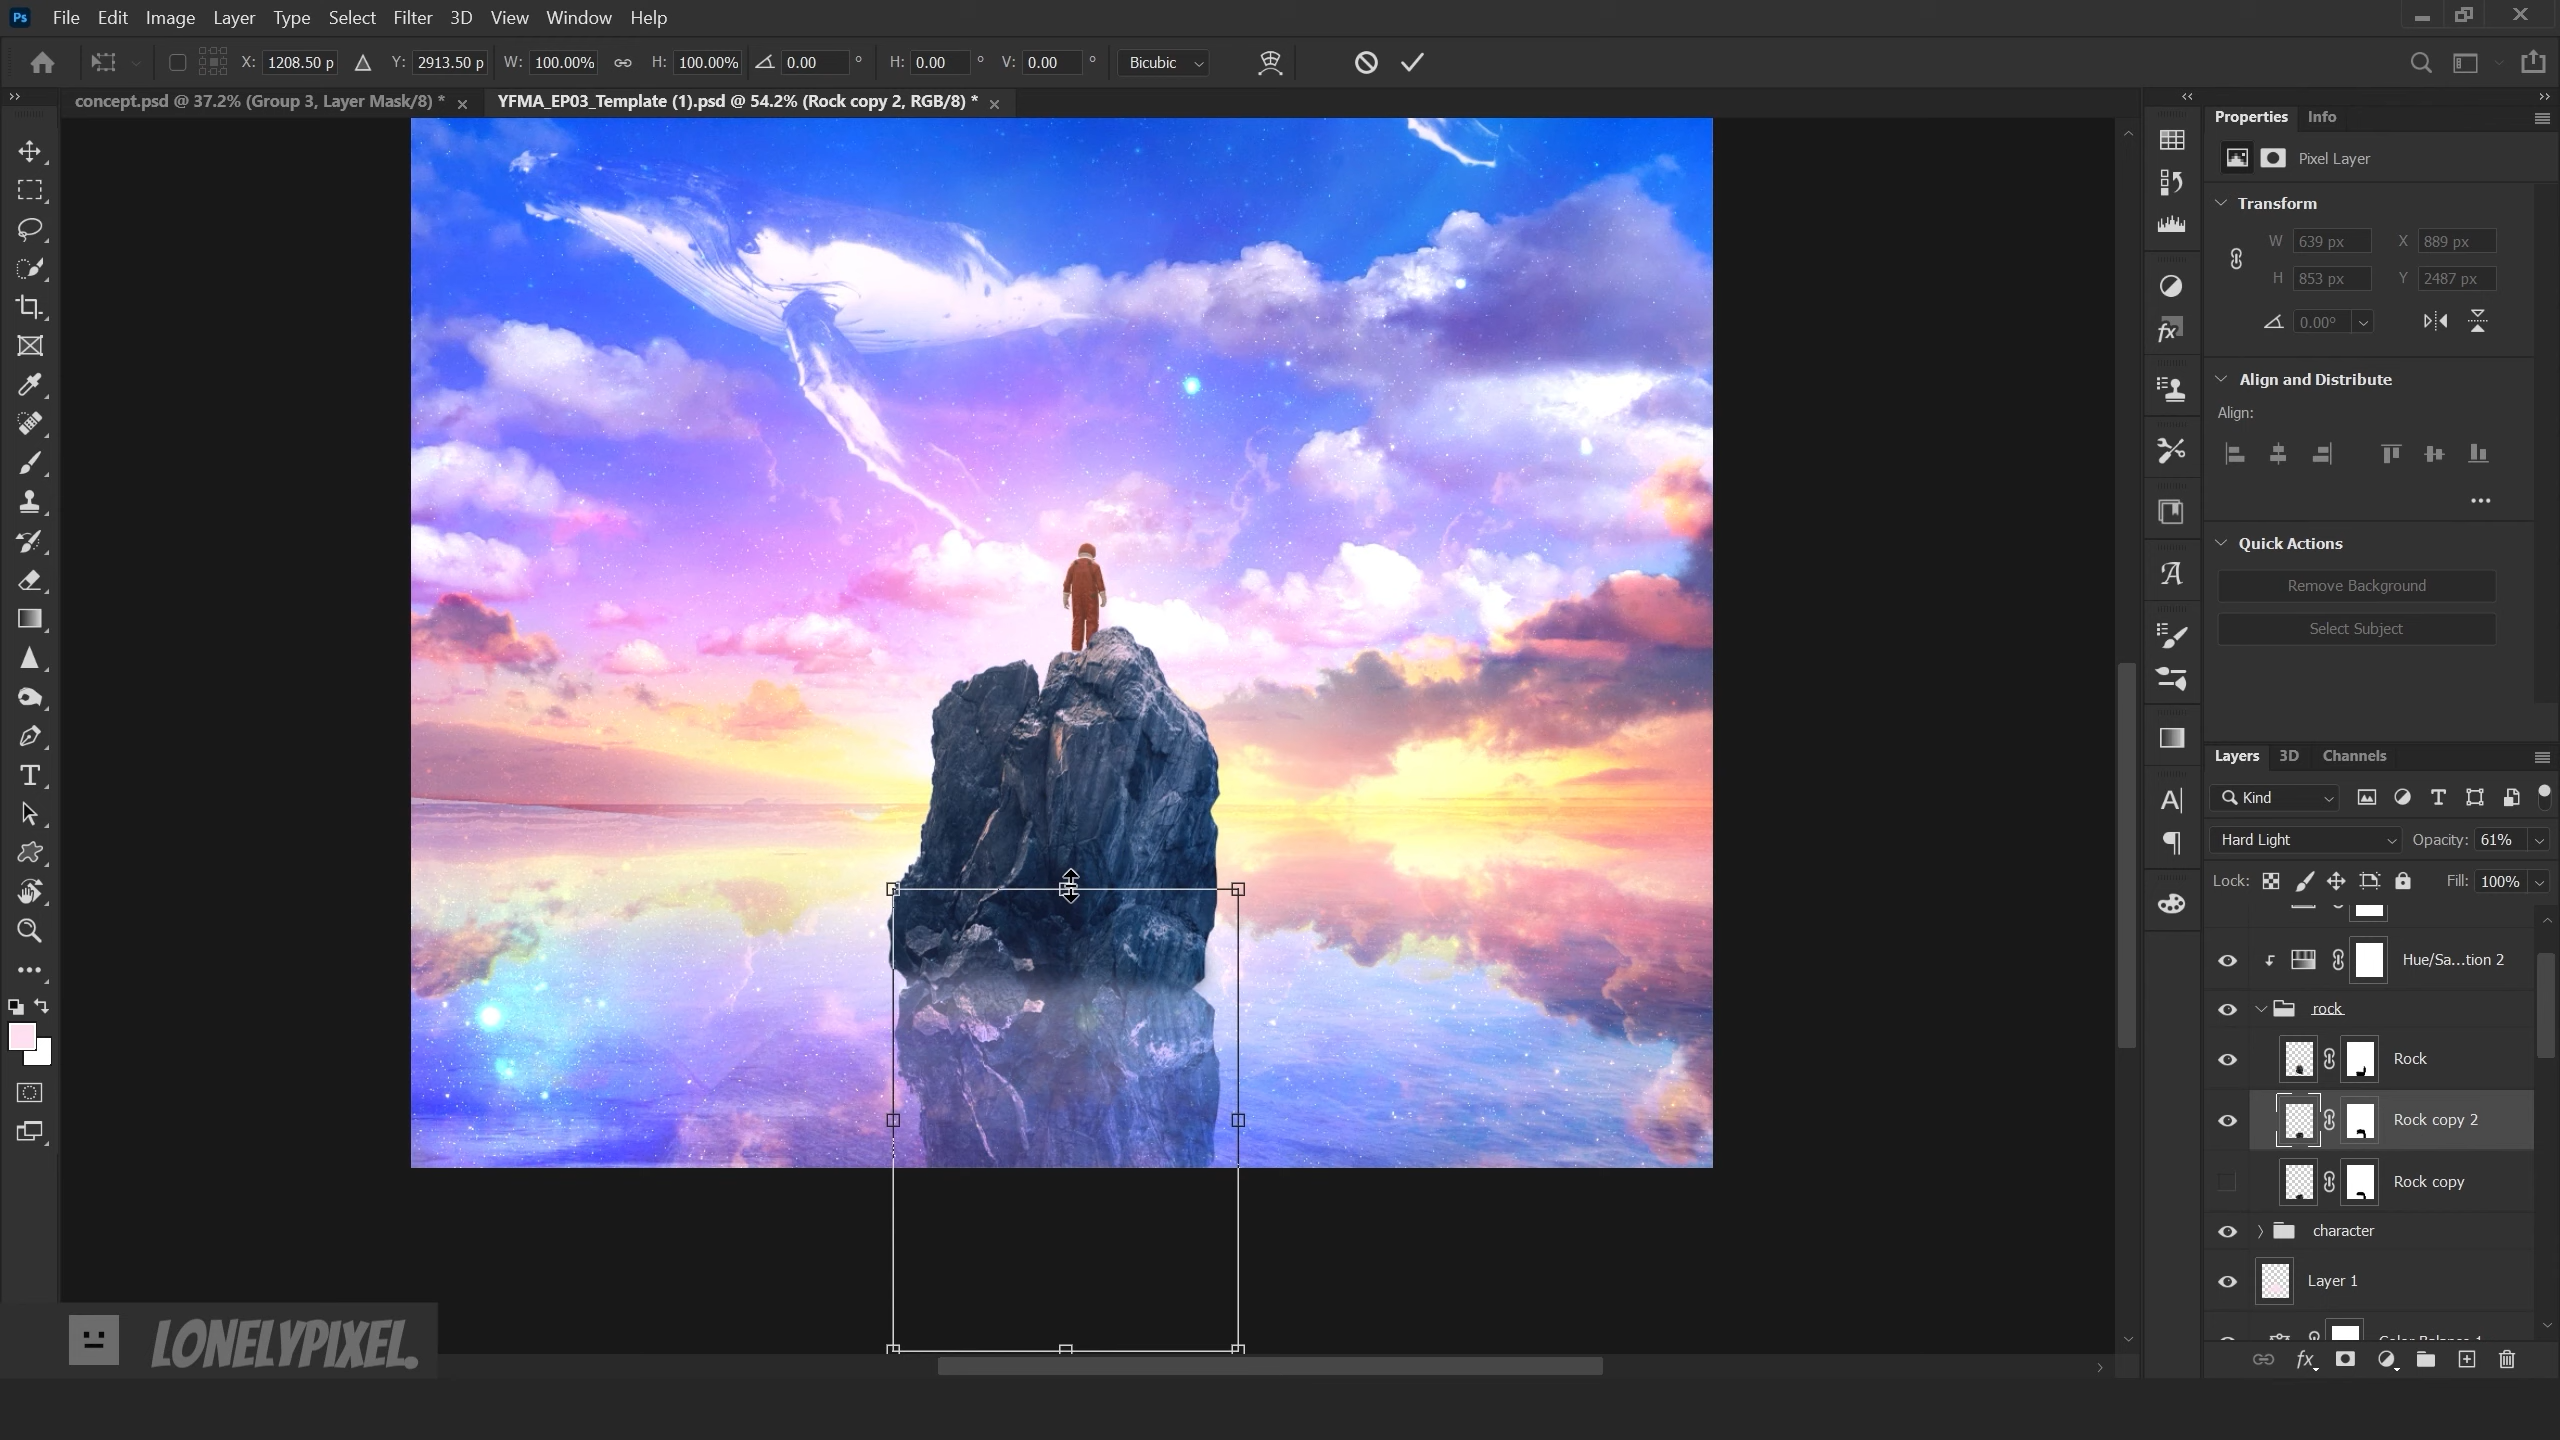 Ps File Edit Image Layer Type Select Filter 3D View Window Help
X: 1208.50 p Y: 2913.50 p W: 100.00% H: 100.00% 0.00 ° H: 0.00 ° V: 0.00 ° Bicubic
concept.psd @ 37.2% (Group 3, Layer Mask/8) * YFMA_EP03_Template (1).psd @ 54.2% (Rock copy 2, RGB/8) *
Properties Info
Pixel Layer
Transform
W 639 px X 889 px
H 853 px Y 2487 px
0.00°
Align and Distribute
Align:
Quick Actions
Remove Background
Select Subject
Layers 3D Channels
Kind
Hard Light Opacity: 61%
Lock: Fill: 100%
Hue/Sa...tion 2
rock
Rock
Rock copy 2
Rock copy
character
Layer 1
Color Balance 1
LONELYPIXEL.